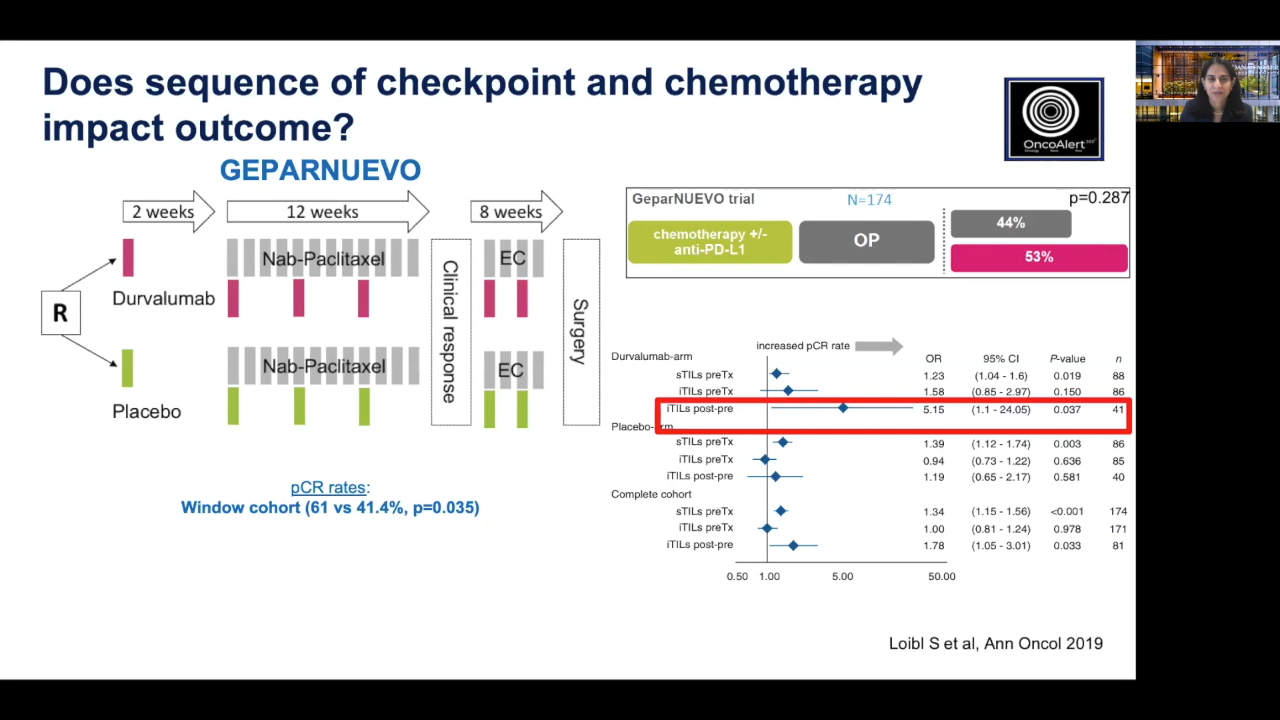 Does sequence of checkpoint and chemotherapy
impact outcome?
OncoAlert
GEPARNUEVO
2 weeks
12 weeks
8 weeks
R
Durvalumab
Nab-Paclitaxel
EC
Placebo
Nab-Paclitaxel
EC
Clinical response
Surgery
pCR rates:
Window cohort (61 vs 41.4%, p=0.035)
GeparNUEVO trial N=174 p=0.287
chemotherapy +/-
anti-PD-L1
OP
44%
53%
increased pCR rate
Durvalumab-arm OR 95% CI P-value n
sTILs preTx 1.23 (1.04 - 1.6) 0.019 88
iTILs preTx 1.58 (0.85 - 2.97) 0.150 86
iTILs post-pre 5.15 (1.1 - 24.05) 0.037 41
Placebo-arm
sTILs preTx 1.39 (1.12 - 1.74) 0.003 86
iTILs preTx 0.94 (0.73 - 1.22) 0.636 85
iTILs post-pre 1.19 (0.65 - 2.17) 0.581 40
Complete cohort
sTILs preTx 1.34 (1.15 - 1.56) <0.001 174
iTILs preTx 1.00 (0.81 - 1.24) 0.978 171
iTILs post-pre 1.78 (1.05 - 3.01) 0.033 81
0.50 1.00 5.00 50.00
Loibl S et al, Ann Oncol 2019